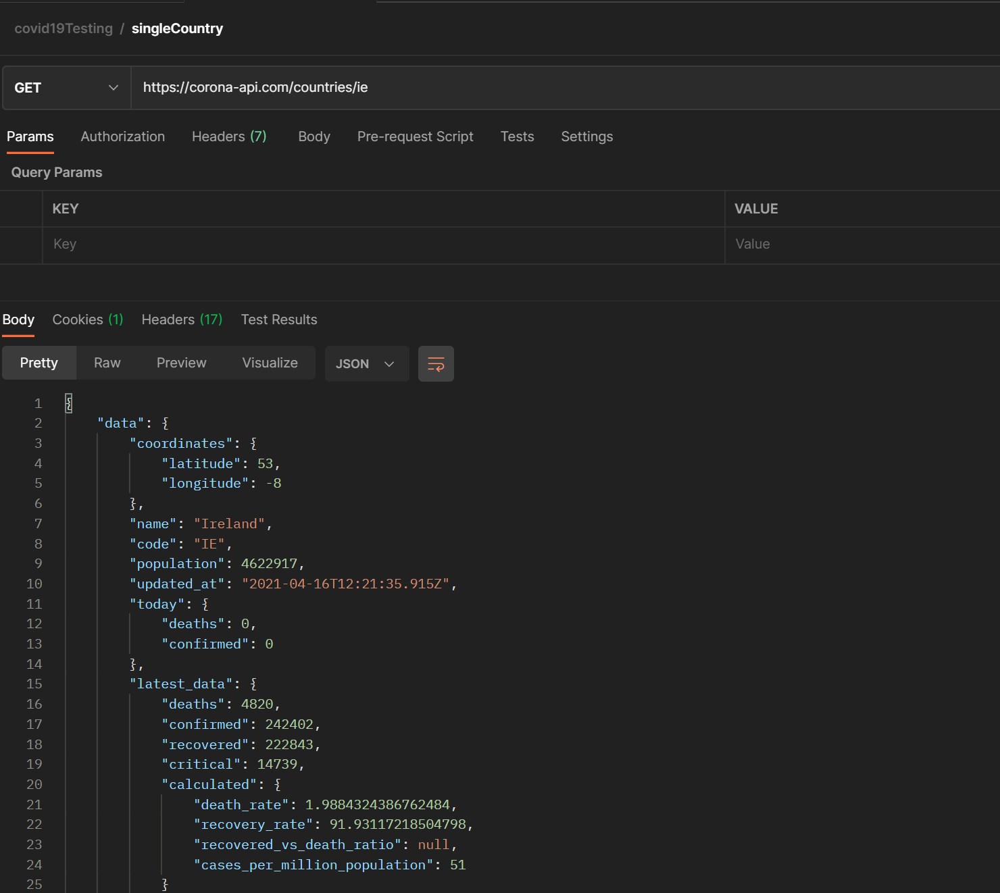 covid19Testing / singleCountry
GET https://corona-api.com/countries/ie
Params Authorization Headers (7) Body Pre-request Script Tests Settings
Query Params
KEY VALUE
Key Value
Body Cookies (1) Headers (17) Test Results
Pretty Raw Preview Visualize JSON
1 {
2 "data": {
3 "coordinates": {
4 "latitude": 53,
5 "longitude": -8
6 },
7 "name": "Ireland",
8 "code": "IE",
9 "population": 4622917,
10 "updated_at": "2021-04-16T12:21:35.915Z",
11 "today": {
12 "deaths": 0,
13 "confirmed": 0
14 },
15 "latest_data": {
16 "deaths": 4820,
17 "confirmed": 242402,
18 "recovered": 222843,
19 "critical": 14739,
20 "calculated": {
21 "death_rate": 1.9884324386762484,
22 "recovery_rate": 91.93117218504798,
23 "recovered_vs_death_ratio": null,
24 "cases_per_million_population": 51
25 }